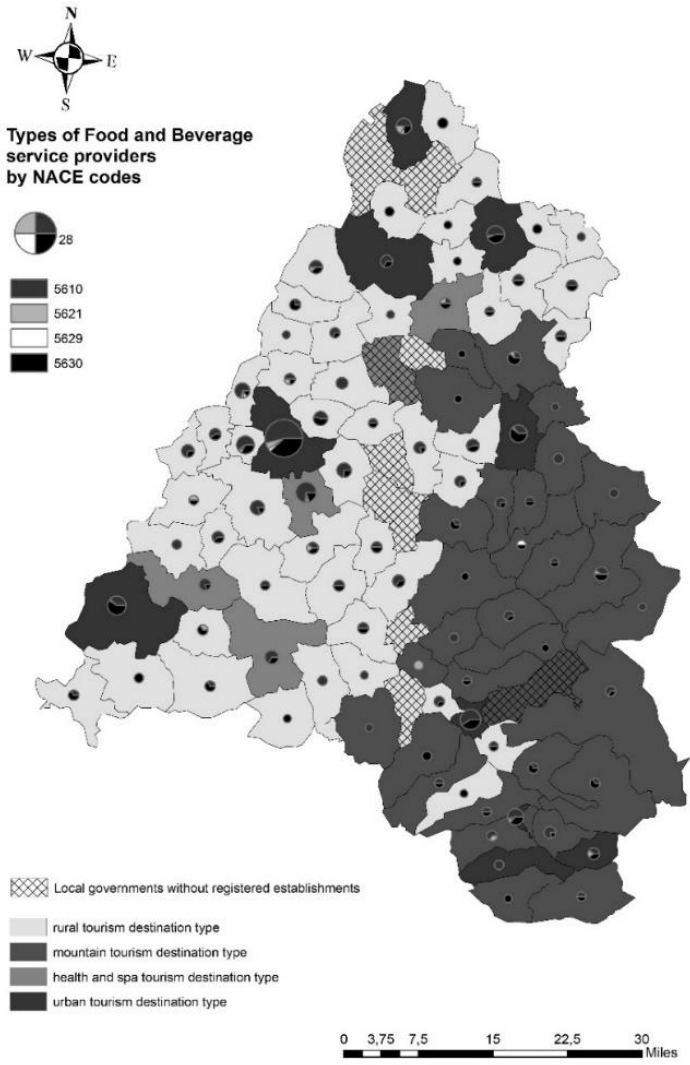 N
W E
S
Types of Food and Beverage
service providers
by NACE codes
28
5610
5621
5629
5630
Local governments without registered establishments
rural tourism destination type
mountain tourism destination type
health and spa tourism destination type
urban tourism destination type
0 3,75 7,5 15 22,5 30
Miles